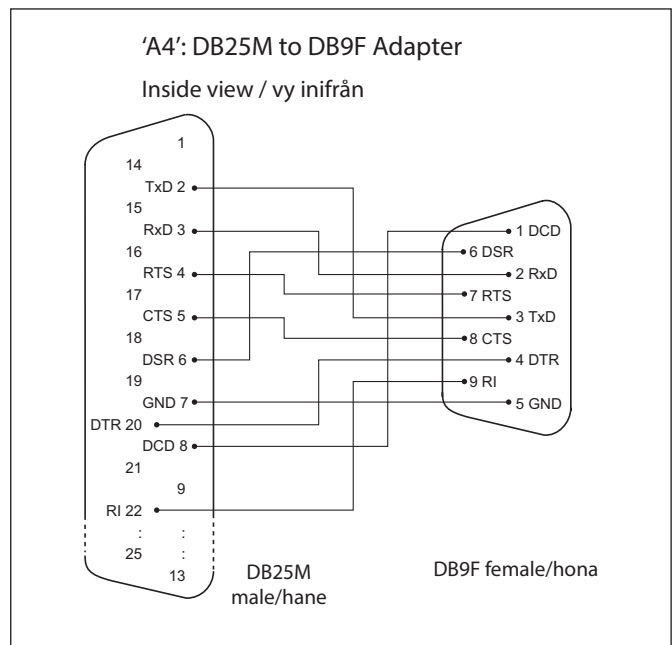 ‘A4’: DB25M to DB9F Adapter
Inside view / vy inifrån
1
14
TxD 2
15
RxD 3
16
RTS 4
17
CTS 5
18
DSR 6
19
GND 7
DTR 20
DCD 8
21
9
RI 22
: :
25 :
13
1 DCD
6 DSR
2 RxD
7 RTS
3 TxD
8 CTS
4 DTR
9 RI
5 GND
DB25M
male/hane
DB9F female/hona